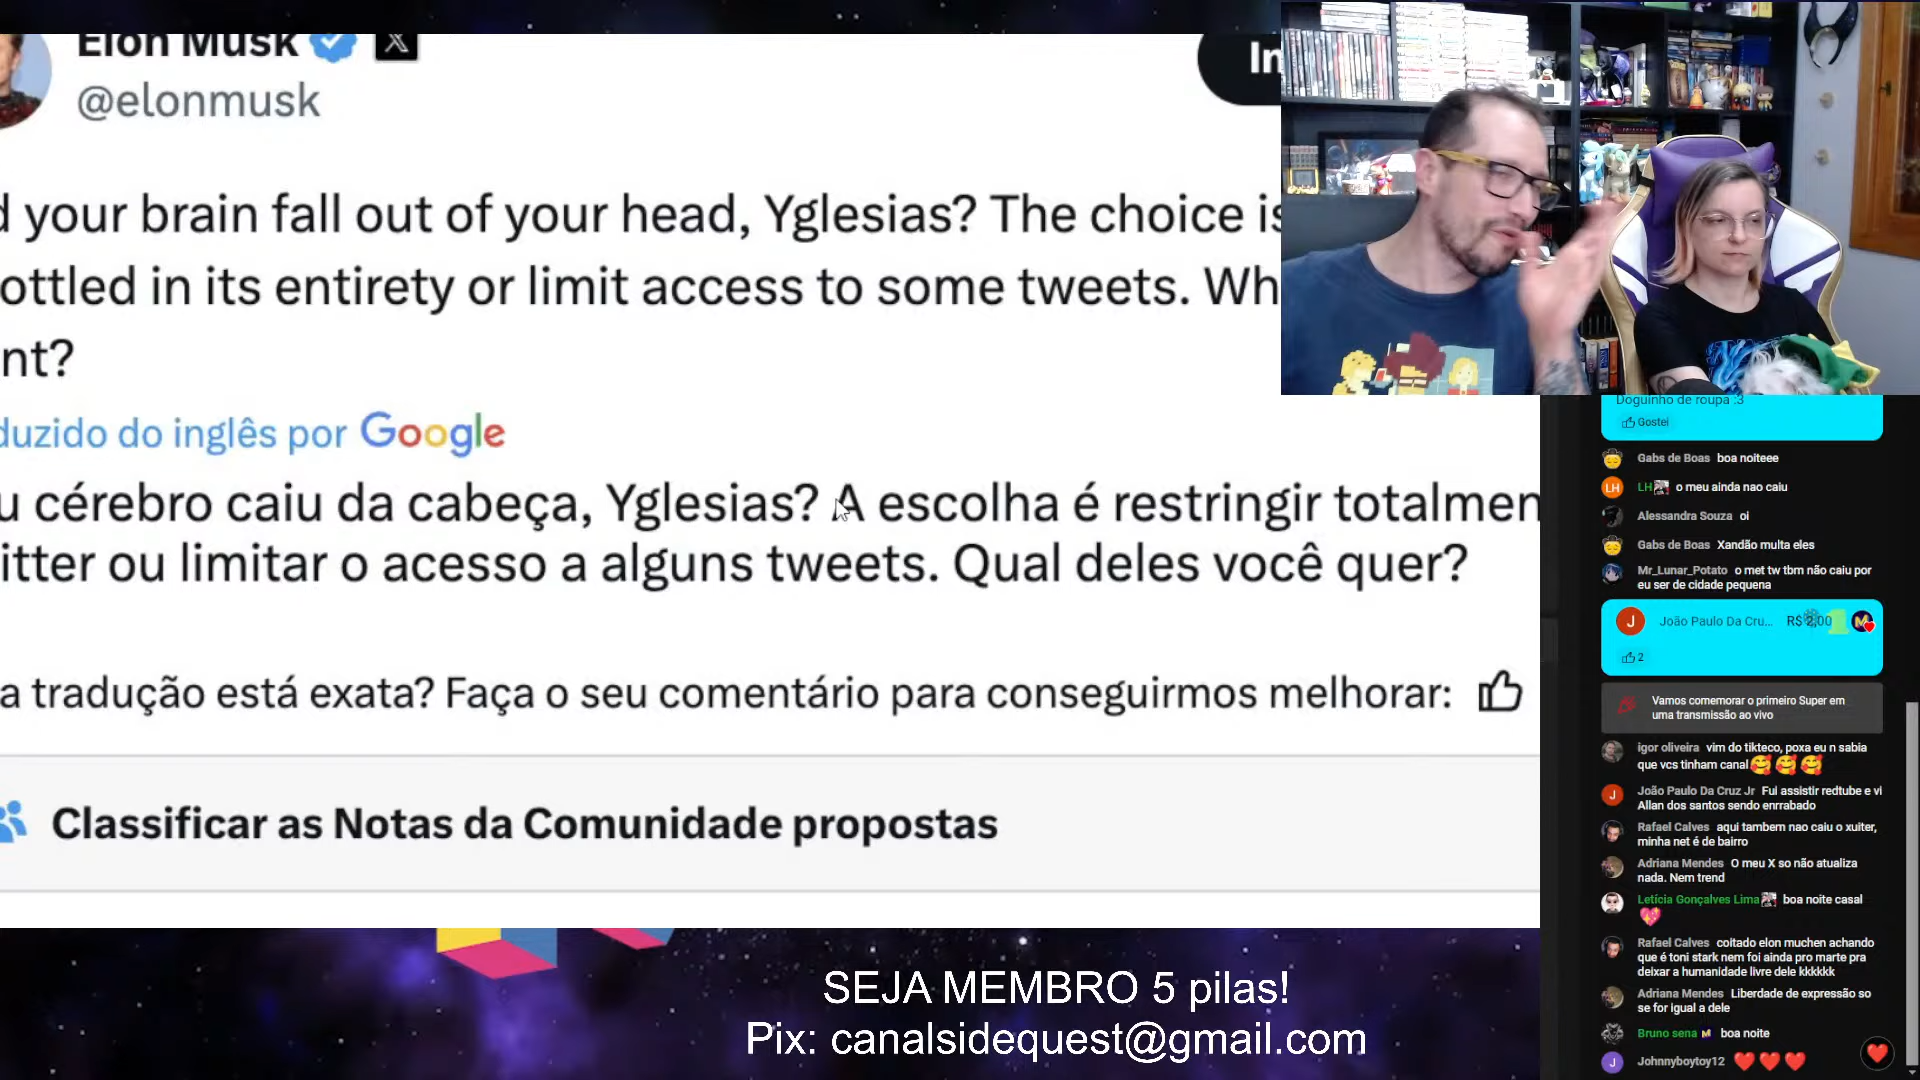 Elon Musk
@elonmusk
In
d your brain fall out of your head, Yglesias? The choice is
ottled in its entirety or limit access to some tweets. Wh
nt?
duzido do inglês por Google
u cérebro caiu da cabeça, Yglesias? A escolha é restringir totalmen
itter ou limitar o acesso a alguns tweets. Qual deles você quer?
a tradução está exata? Faça o seu comentário para conseguirmos melhorar:
Classificar as Notas da Comunidade propostas
SEJA MEMBRO 5 pilas!
Pix: canalsidequest@gmail.com
Doguinho de roupa :3
Gostei
Gabs de Boas boa noiteee
LH LH o meu ainda nao caiu
Alessandra Souza oi
Gabs de Boas Xandão multa eles
Mr_Lunar_Potato o met tw tbm não caiu por
eu ser de cidade pequena
J João Paulo Da Cru... R$ 2,00
2
Vamos comemorar o primeiro Super em
uma transmissão ao vivo
igor oliveira vim do tikteco, poxa eu n sabia
que vcs tinham canal🥰🥰🥰
J João Paulo Da Cruz Jr Fui assistir redtube e vi
Allan dos santos sendo enrrabado
Rafael Calves aqui tambem nao caiu o xuiter,
minha net é de bairro
Adriana Mendes O meu X so não atualiza
nada. Nem trend
Letícia Gonçalves Lima boa noite casal
💖
Rafael Calves coitado elon muchen achando
que é toni stark nem foi ainda pro marte pra
deixar a humanidade livre dele kkkkkk
Adriana Mendes Liberdade de expressão so
se for igual a dele
Bruno sena M boa noite
J Johnnyboytoy12 ❤️❤️❤️